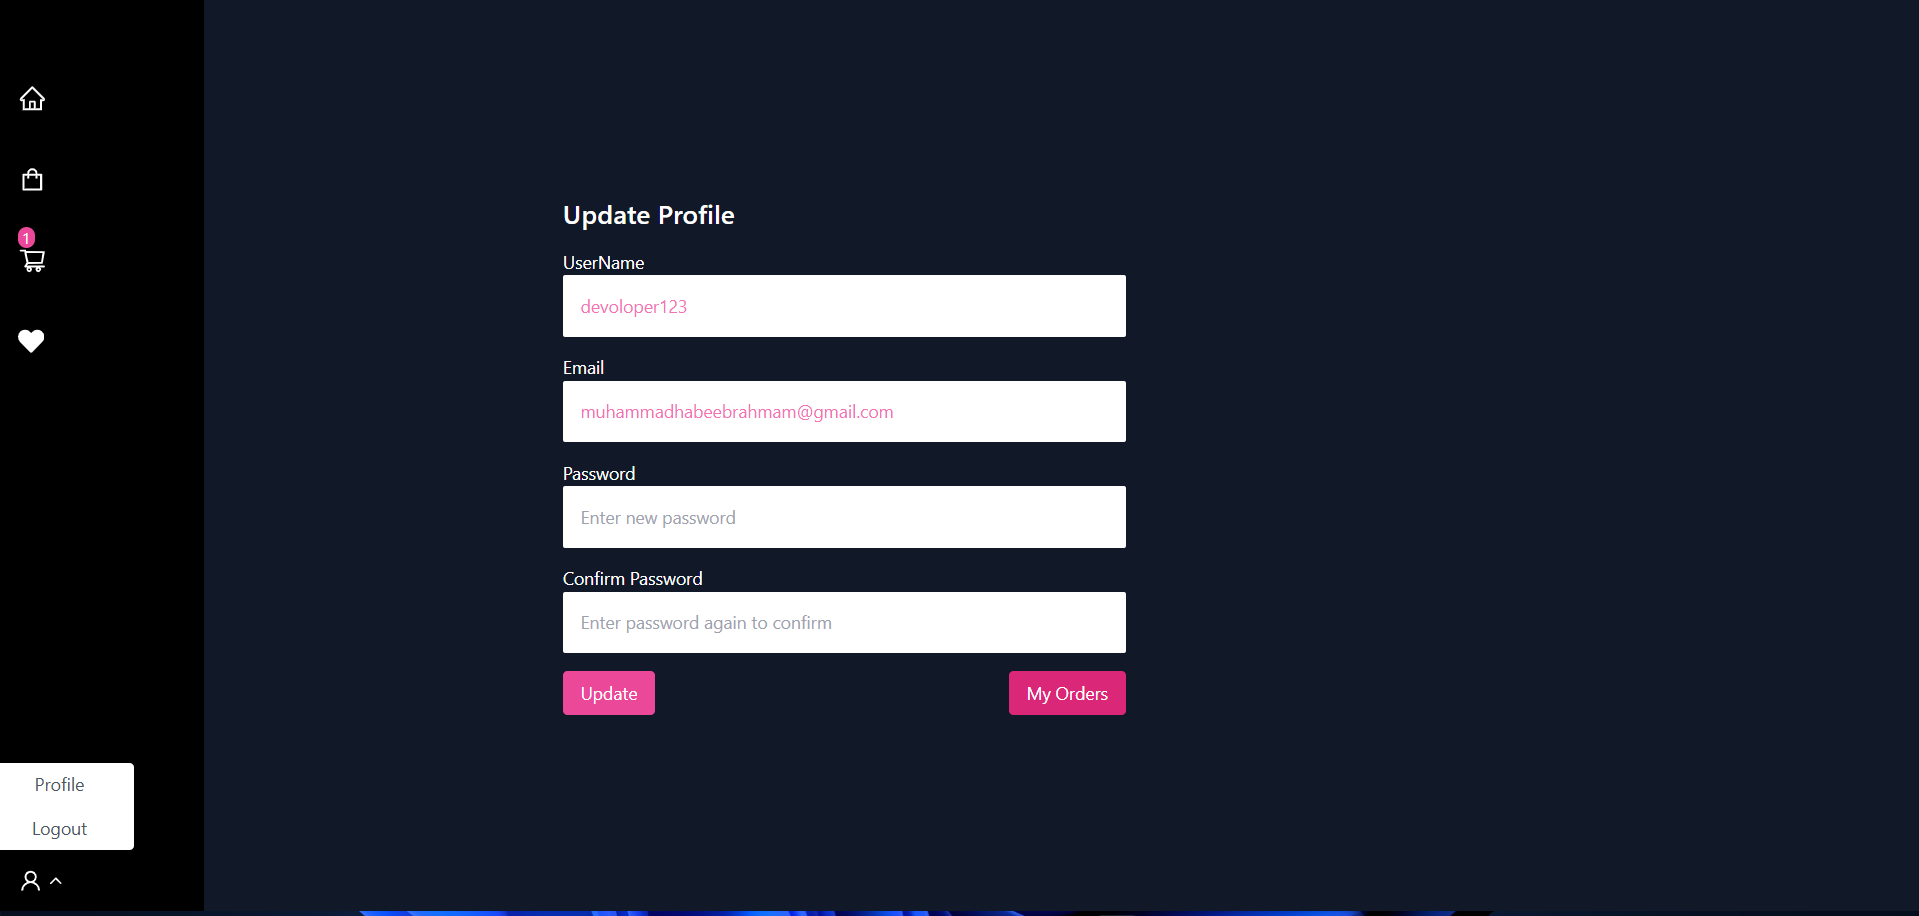 1
Update Profile
UserName
devoloper123
Email
muhammadhabeebrahmam@gmail.com
Password
Enter new password
Confirm Password
Enter password again to confirm
Update
My Orders
Profile
Logout